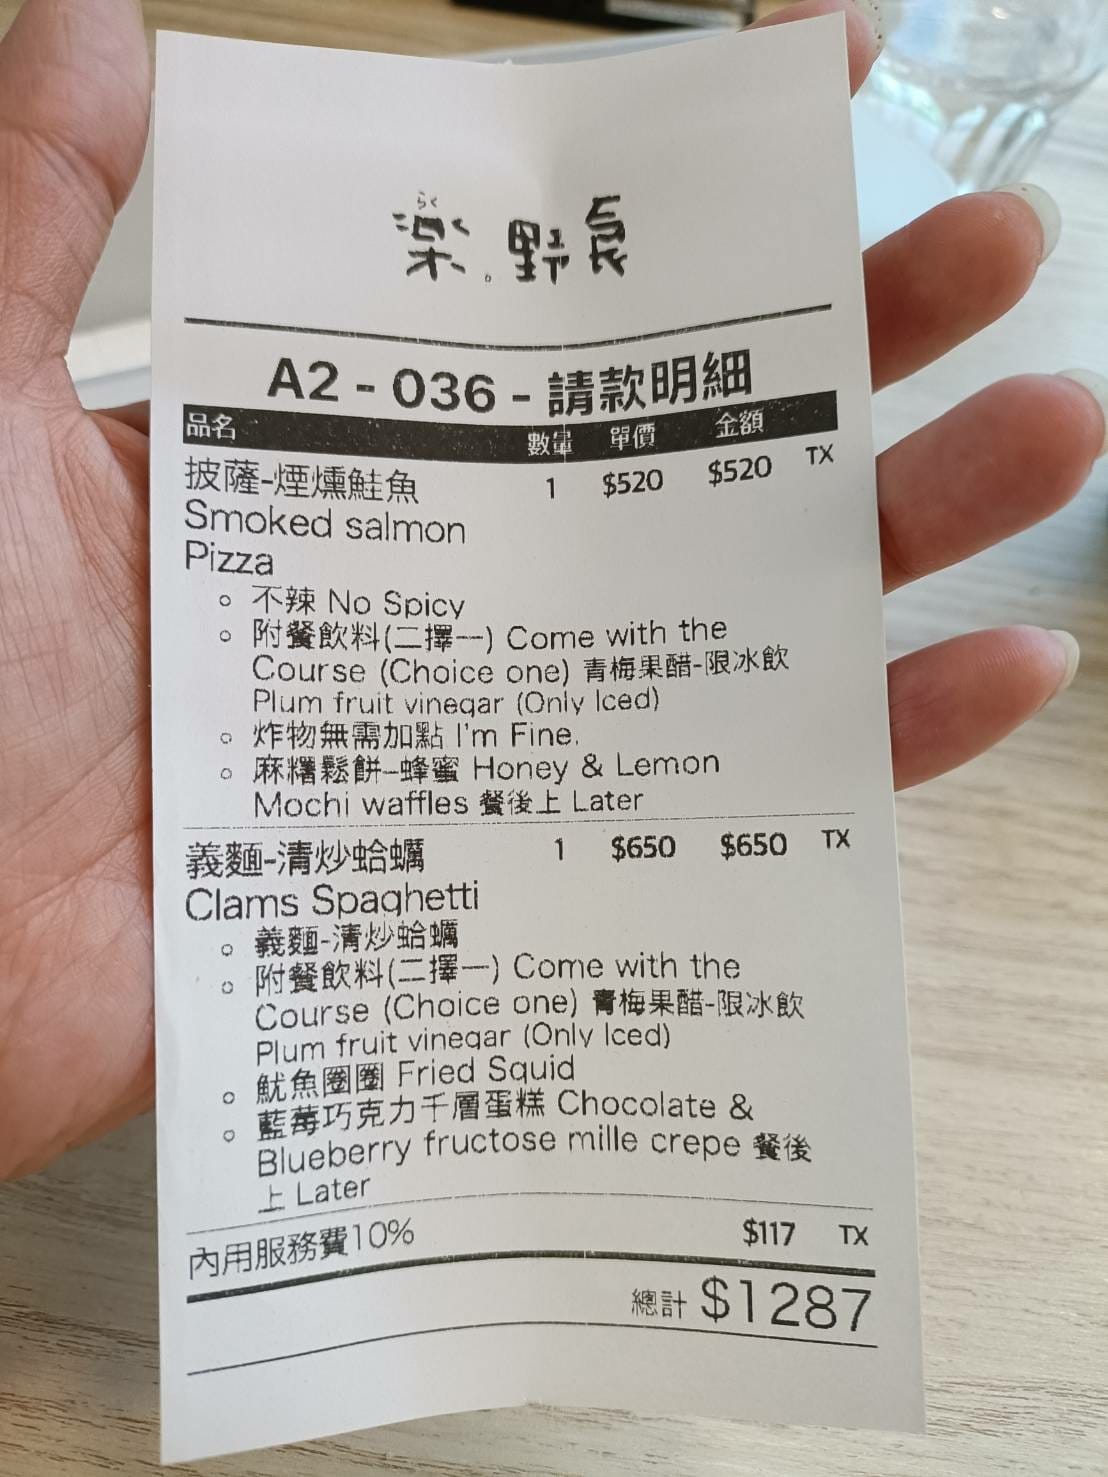 らく
楽。野食
A2 - 036 - 請款明細
品名 數量 單價 金額
披薩-煙燻鮭魚 1 $520 $520 TX
Smoked salmon
Pizza
不辣 No Spicy
附餐飲料(二擇一) Come with the
Course (Choice one) 青梅果醋-限冰飲
Plum fruit vinegar (Only Iced)
炸物無需加點 I'm Fine.
麻糬鬆餅-蜂蜜 Honey & Lemon
Mochi waffles 餐後上 Later
義麵-清炒蛤蠣 1 $650 $650 TX
Clams Spaghetti
義麵-清炒蛤蠣
附餐飲料(二擇一) Come with the
Course (Choice one) 青梅果醋-限冰飲
Plum fruit vinegar (Only Iced)
魷魚圈圈 Fried Squid
藍莓巧克力千層蛋糕 Chocolate &
Blueberry fructose mille crepe 餐後
上 Later
內用服務費10% $117 TX
總計 $1287